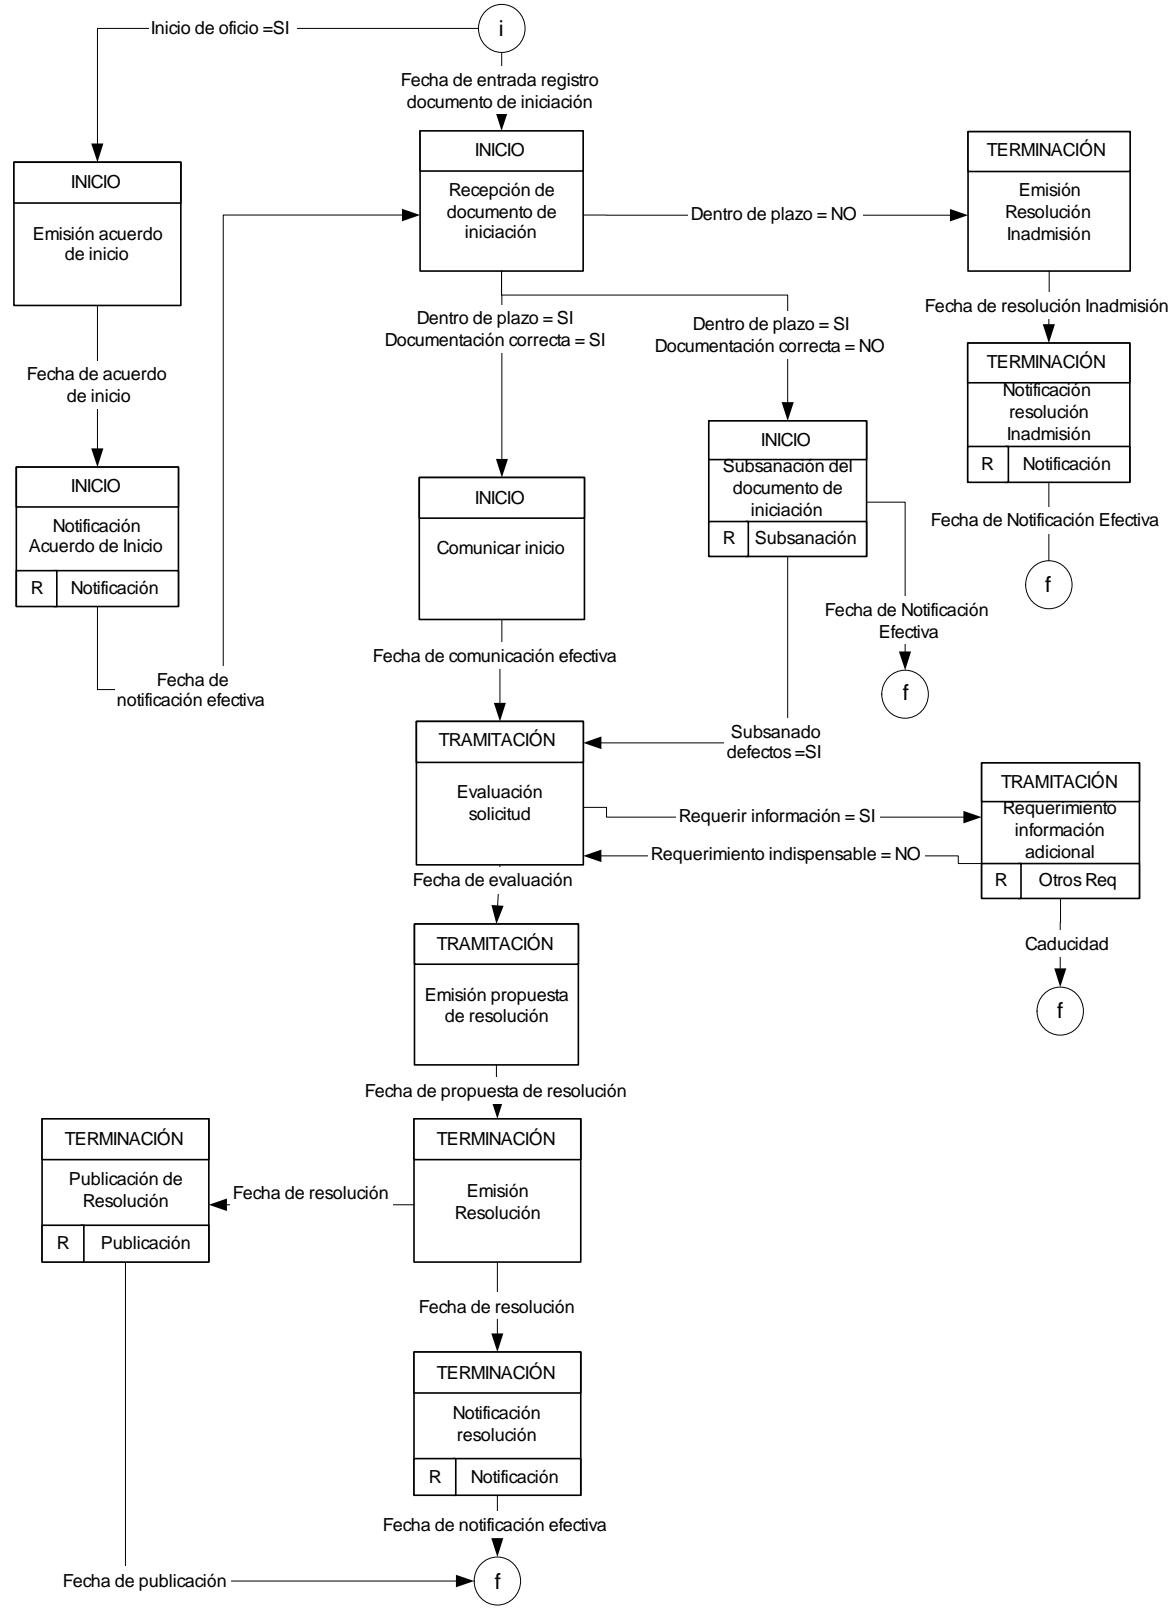 Inicio de oficio =SI
i
Fecha de entrada registro
documento de iniciación
INICIO
Recepción de
documento de
iniciación
Dentro de plazo = NO
TERMINACIÓN
Emisión
Resolución
Inadmisión
INICIO
Emisión acuerdo
de inicio
Fecha de resolución Inadmisión
Dentro de plazo = SI
Documentación correcta = SI
Dentro de plazo = SI
Documentación correcta = NO
TERMINACIÓN
Notificación
resolución
Inadmisión
R
Notificación
Fecha de acuerdo
de inicio
INICIO
Subsanación del
documento de
iniciación
R
Subsanación
INICIO
Notificación
Acuerdo de Inicio
R
Notificación
INICIO
Comunicar inicio
Fecha de Notificación Efectiva
f
Fecha de Notificación
Efectiva
f
Fecha de comunicación efectiva
Fecha de
notificación efectiva
Subsanado
defectos =SI
TRAMITACIÓN
Evaluación
solicitud
Requerir información = SI
Requerimiento indispensable = NO
TRAMITACIÓN
Requerimiento
información
adicional
R
Otros Req
Fecha de evaluación
Caducidad
f
TRAMITACIÓN
Emisión propuesta
de resolución
Fecha de propuesta de resolución
TERMINACIÓN
Publicación de
Resolución
R
Publicación
Fecha de resolución
TERMINACIÓN
Emisión
Resolución
Fecha de resolución
TERMINACIÓN
Notificación
resolución
R
Notificación
Fecha de notificación efectiva
Fecha de publicación
f